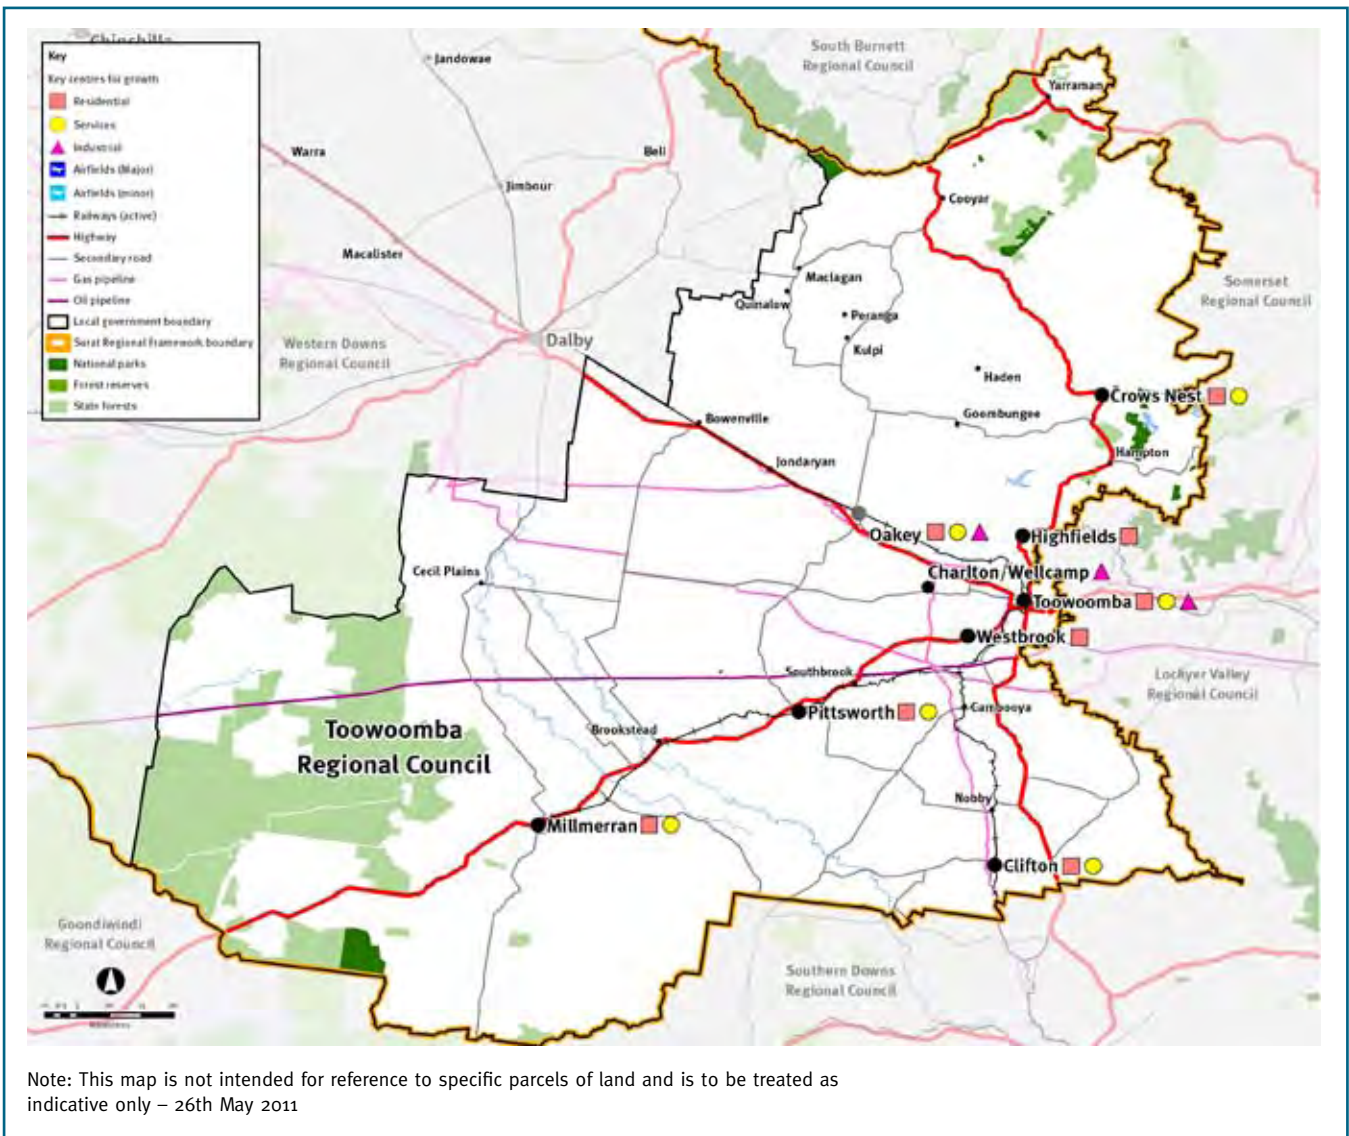 Chinchilla
Key
Key centres for growth
Residential
Services
Industrial
Airfields (Major)
Airfields (minor)
Railways (active)
Highway
Secondary road
Gas pipeline
Oil pipeline
Local government boundary
Surat Regional Framework boundary
National parks
Forest reserves
State forests
Jandowae
South Burnett
Regional Council
Yarraman
Warra
Bell
Jimbour
Cooyar
Macalister
Maclagan
Quinalow
Somerset
Regional Council
Peranga
Western Downs
Regional Council
Dalby
Kulpi
Haden
Crows Nest
Goombungee
Bowenville
Hampton
Jondaryan
Oakey
Highfields
Cecil Plains
Charlton/Wellcamp
Toowoomba
Westbrook
Southbrook
Lockyer Valley
Regional Council
Pittsworth
Cambooya
Toowoomba
Regional Council
Brookstead
Nobby
Millmerran
Clifton
Goondiwindi
Regional Council
Southern Downs
Regional Council
Kilometres
Note: This map is not intended for reference to specific parcels of land and is to be treated as
indicative only – 26th May 2011